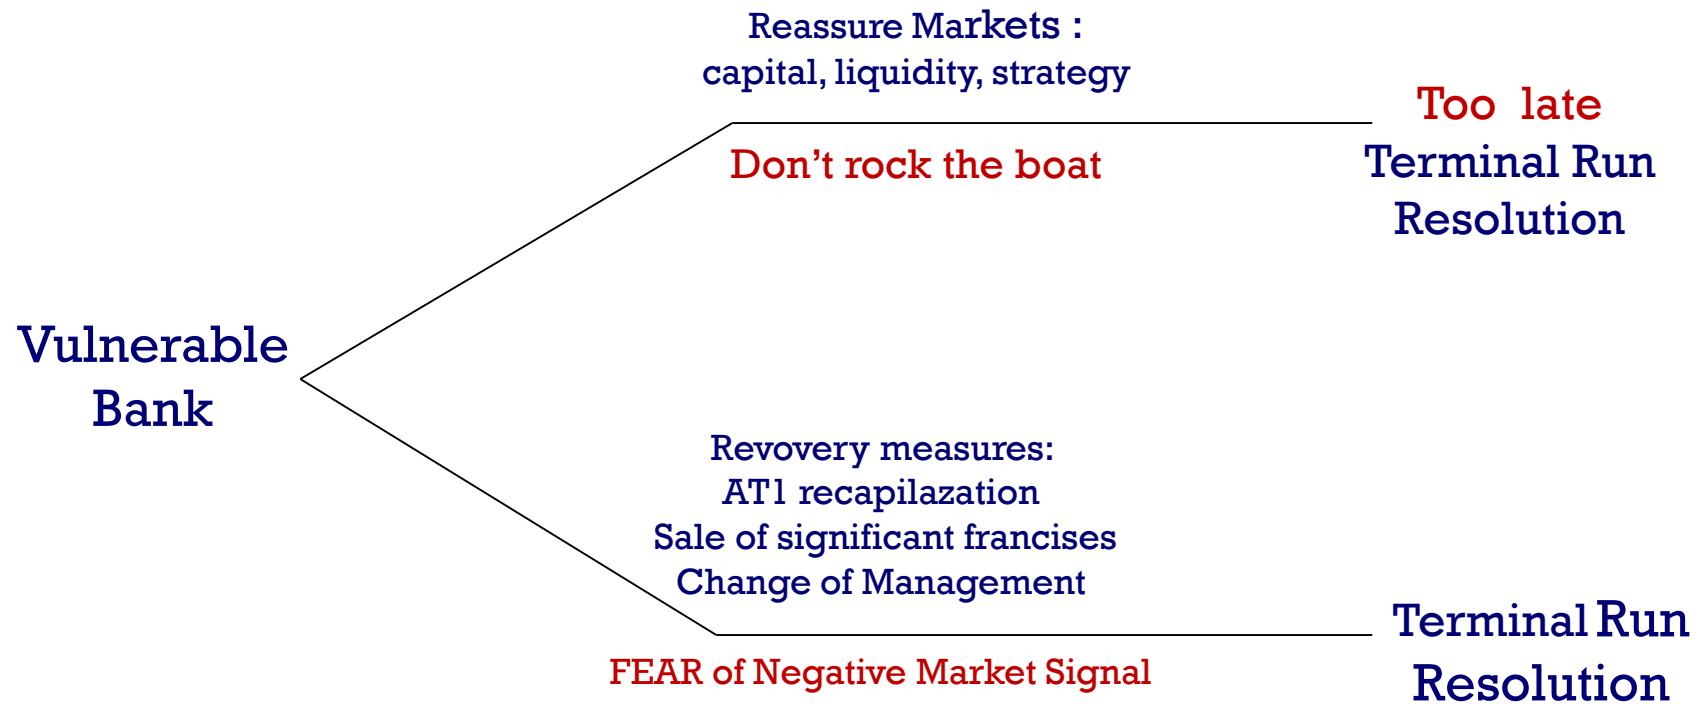 Reassure Markets :
capital, liquidity, strategy
Don’t rock the boat
Too late
Terminal Run
Resolution
Vulnerable
Bank
Revovery measures:
AT1 recapilazation
Sale of significant francises
Change of Management
FEAR of Negative Market Signal
Terminal Run
Resolution